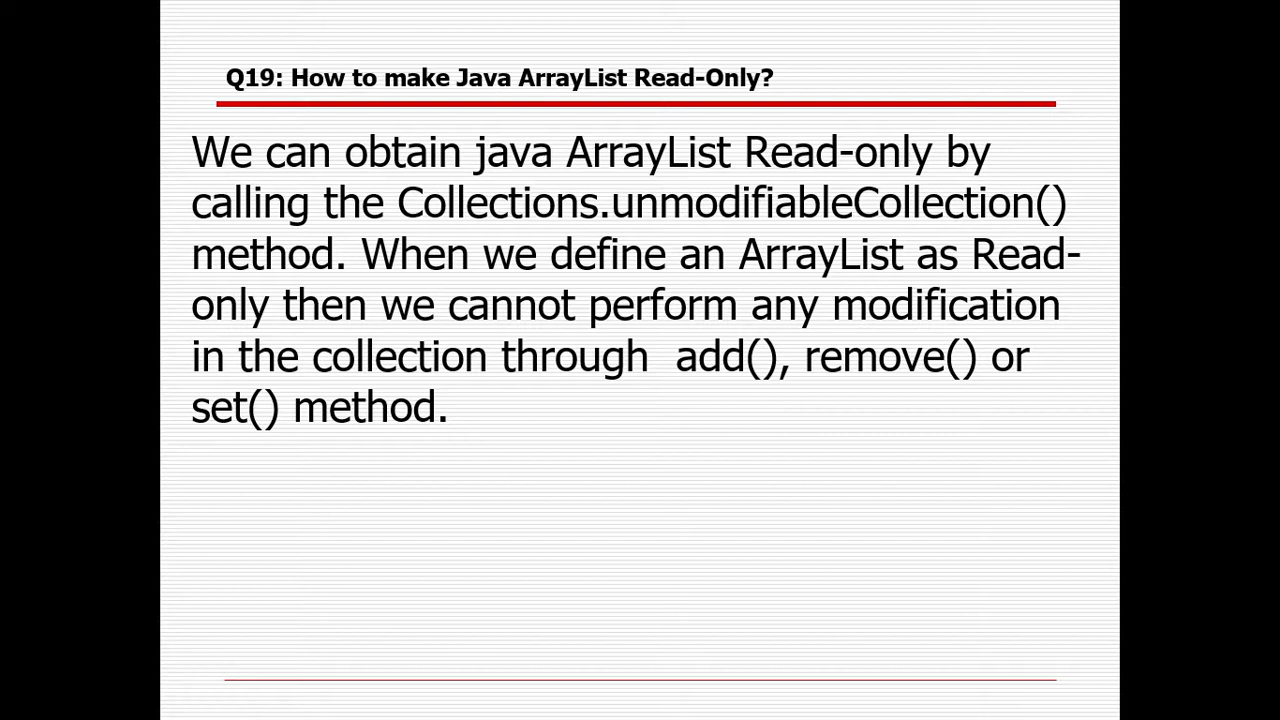 Q19: How to make Java ArrayList Read-Only?
We can obtain java ArrayList Read-only by
calling the Collections.unmodifiableCollection()
method. When we define an ArrayList as Read-
only then we cannot perform any modification
in the collection through  add(), remove() or
set() method.